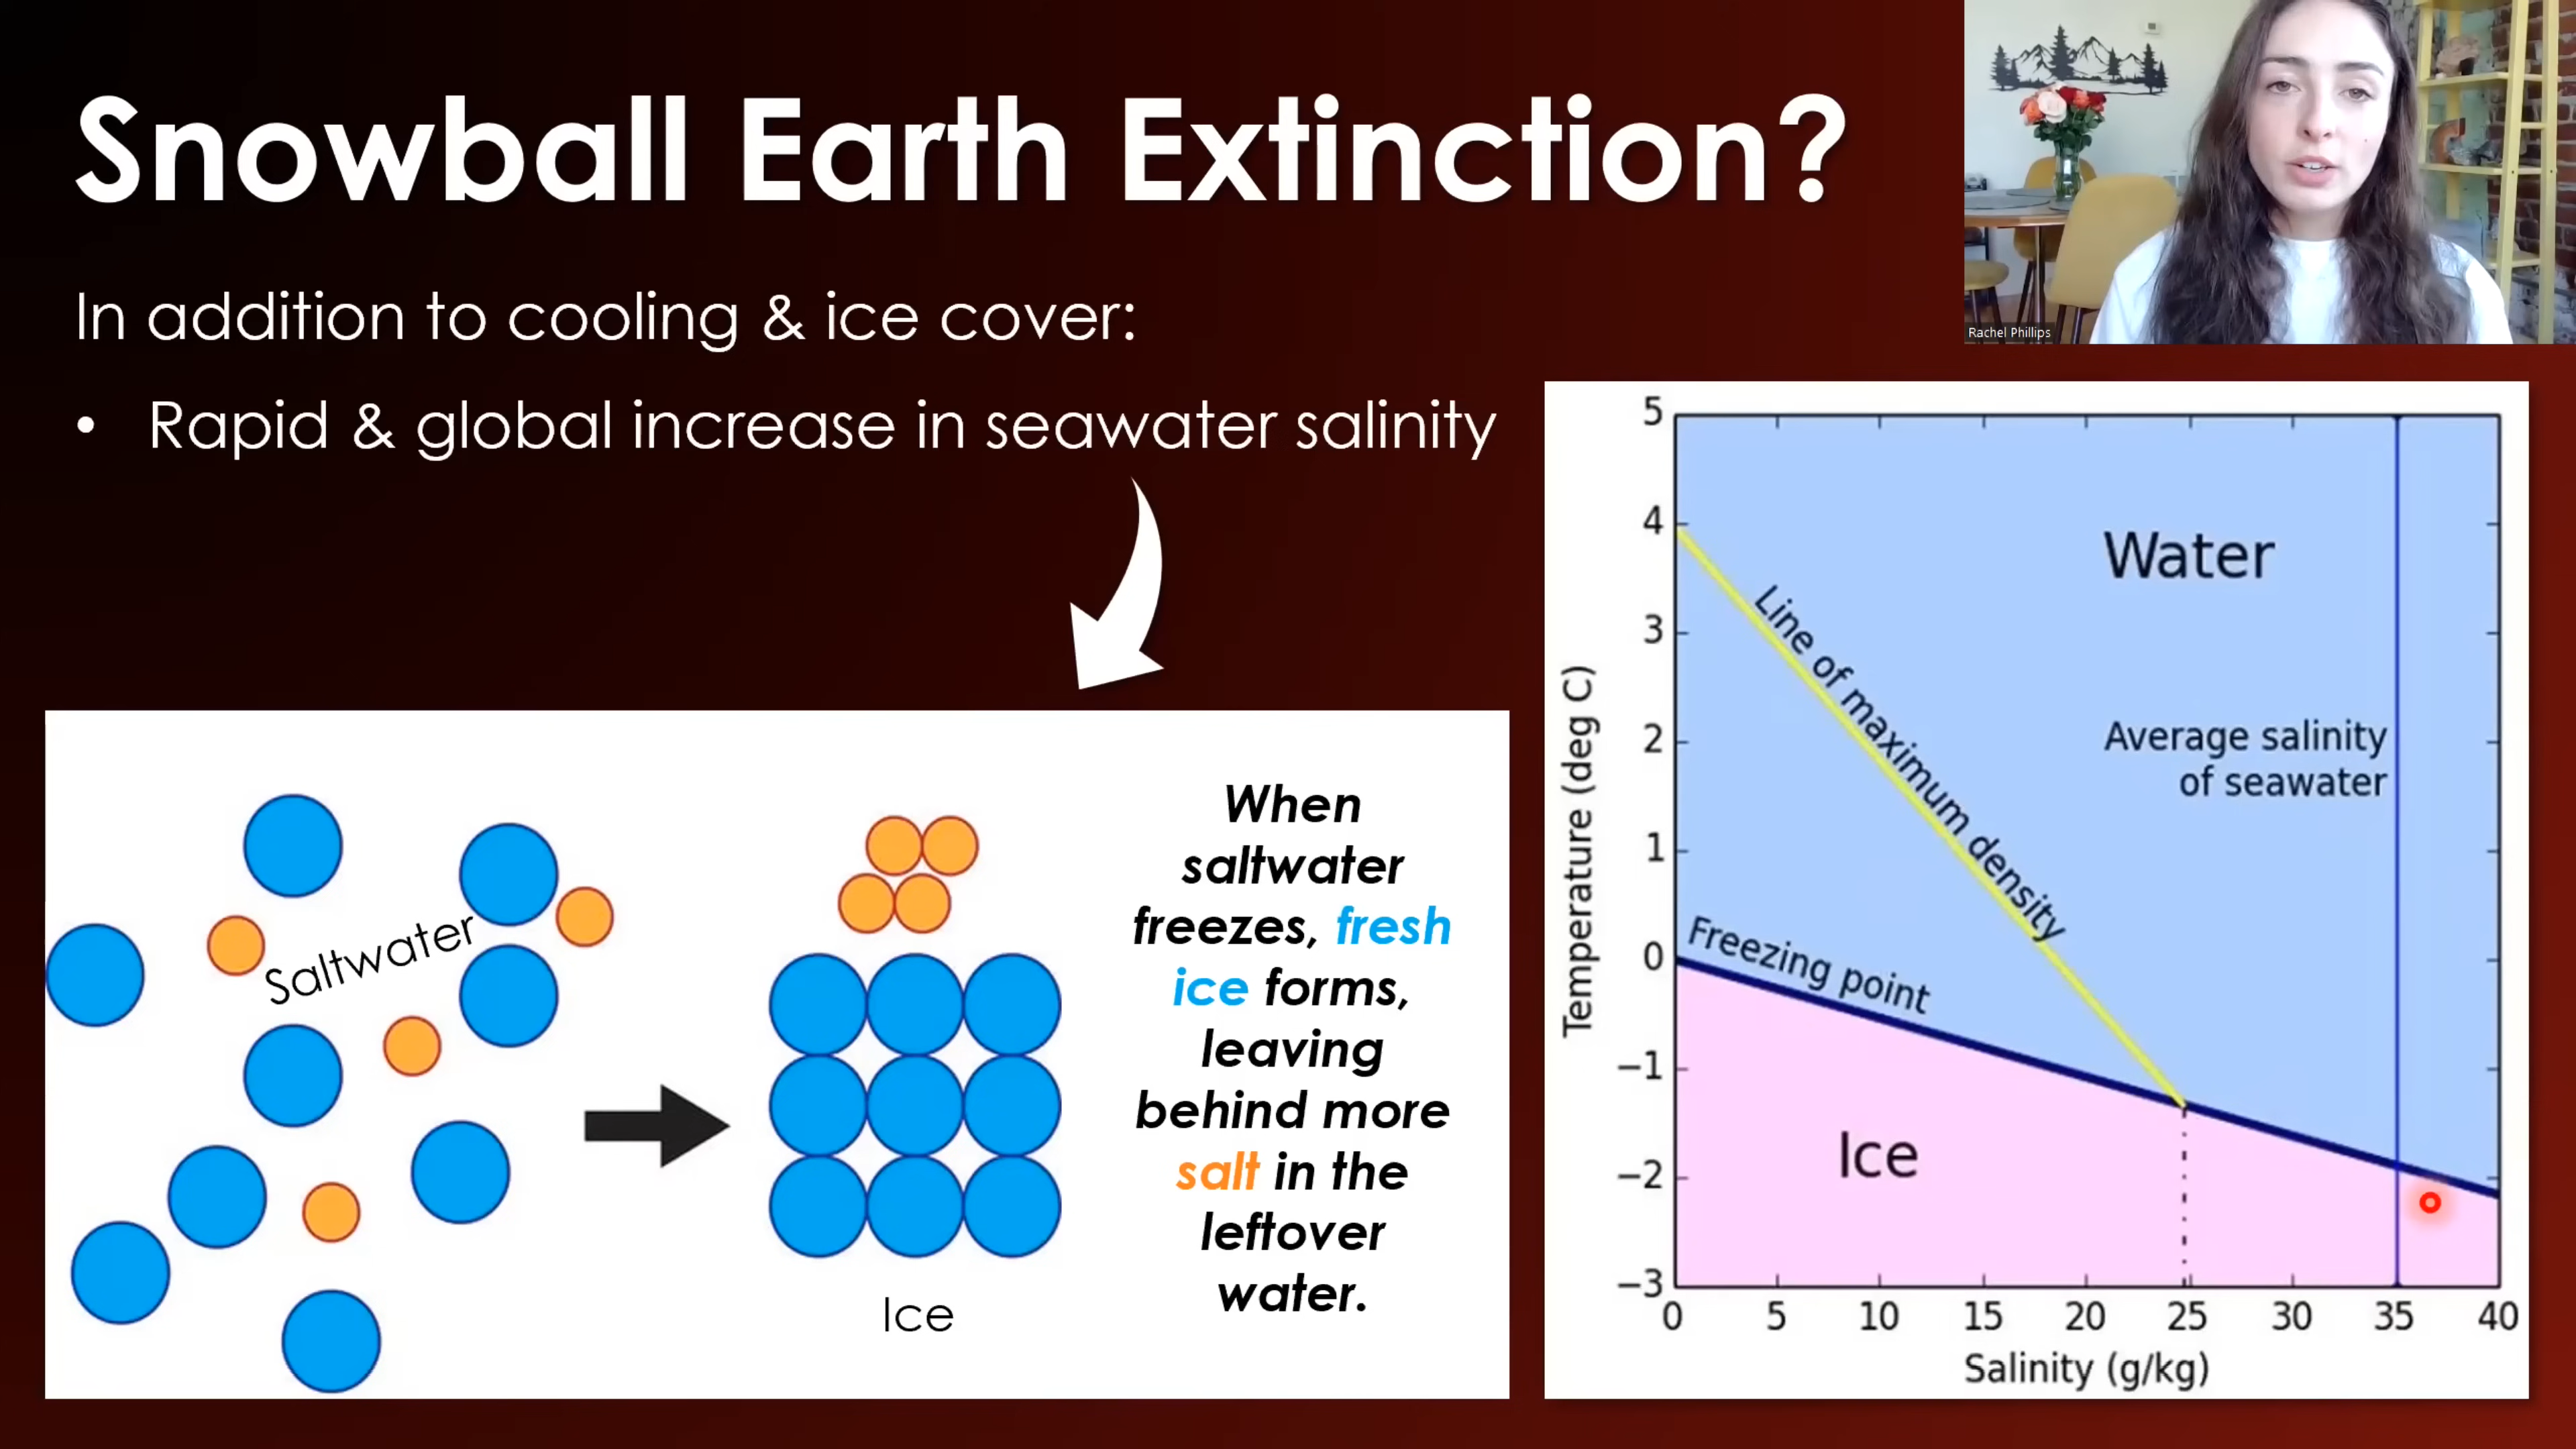 Snowball Earth Extinction?
In addition to cooling & ice cover:
• Rapid & global increase in seawater salinity
Rachel Phillips
Saltwater
Ice
When
saltwater
freezes, fresh
ice forms,
leaving
behind more
salt in the
leftover
water.
Temperature (deg C)
5
4
3
2
1
0
−1
−2
−3
Water
Line of maximum density
Average salinity
of seawater
Freezing point
Ice
0 5 10 15 20 25 30 35 40
Salinity (g/kg)